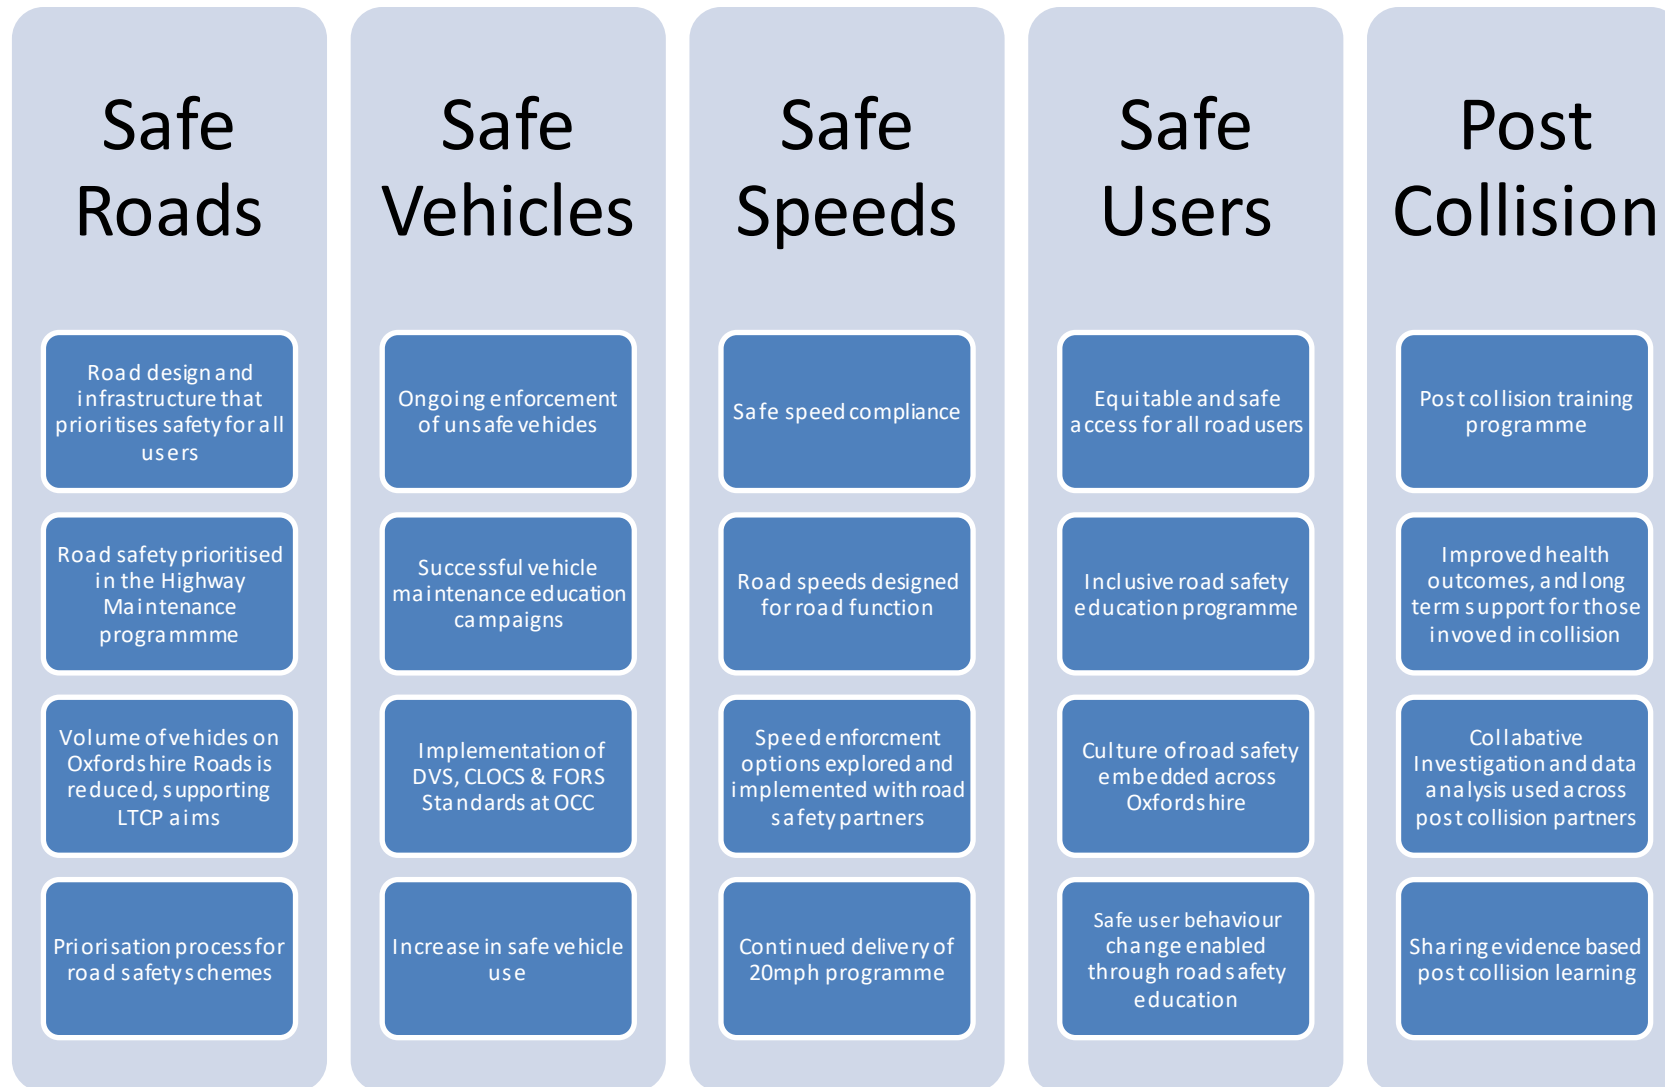 Safe
Roads
Road design and
infrastructure that
prioritises safety for all
users
Road safety prioritised
in the Highway
Maintenance
programmme
Volume of vehicles on
Oxfordshire Roads is
reduced, supporting
LTCP aims
Priorisation process for
road safety schemes
Safe
Vehicles
Ongoing enforcement
of unsafe vehicles
Successful vehicle
maintenance education
campaigns
Implementation of
DVS, CLOCS & FORS
Standards at OCC
Increase in safe vehicle
use
Safe
Speeds
Safe speed compliance
Road speeds designed
for road function
Speed enforcment
options explored and
implemented with road
safety partners
Continued delivery of
20mph programme
Safe
Users
Equitable and safe
access for all road users
Inclusive road safety
education programme
Culture of road safety
embedded across
Oxfordshire
Safe user behaviour
change enabled
through road safety
education
Post
Collision
Post collision training
programme
Improved health
outcomes, and long
term support for those
invoved in collision
Collabative
Investigation and data
analysis used across
post collision partners
Sharing evidence based
post collision learning